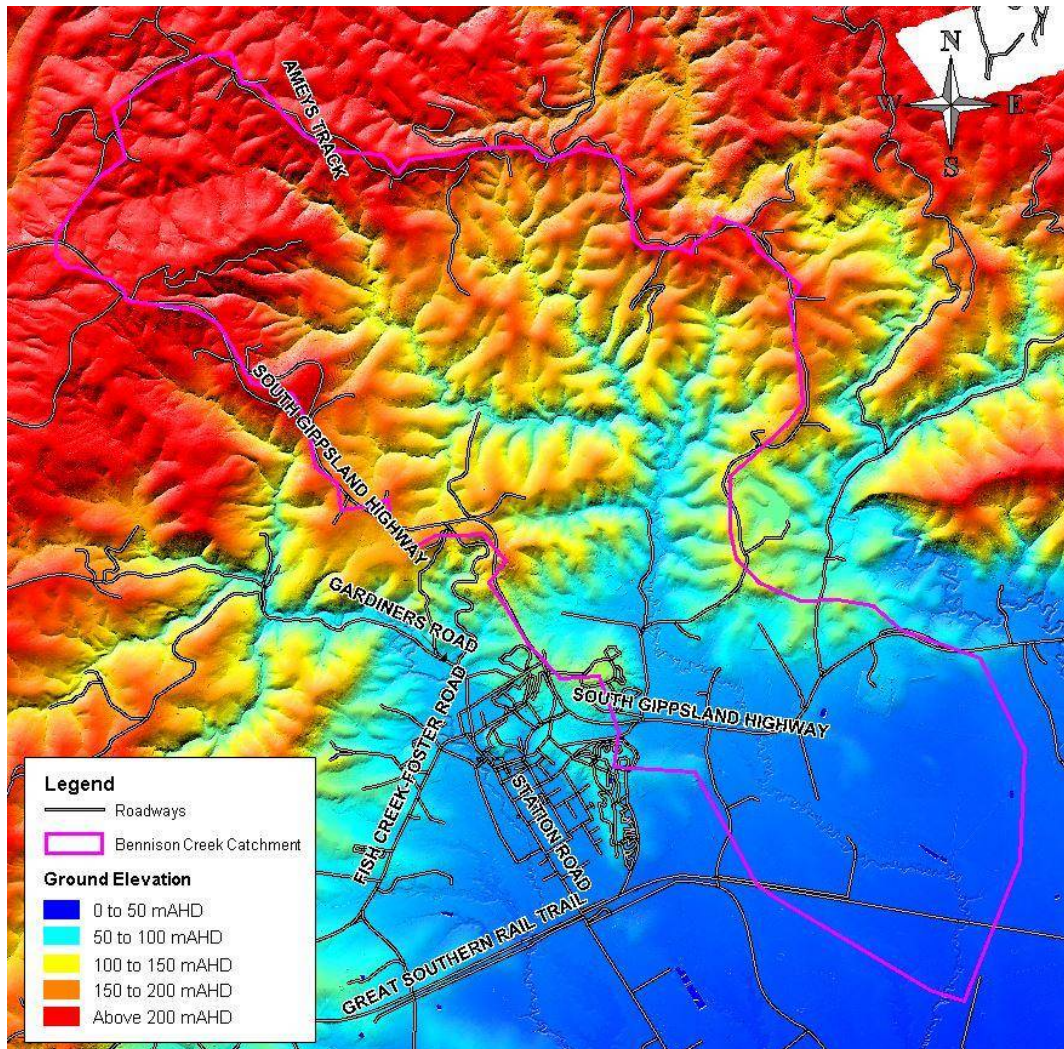 N
W E
S
AMEYS TRACK
SOUTH GIPPSLAND HIGHWAY
GARDINERS ROAD
FISH CREEK-FOSTER ROAD
SOUTH GIPPSLAND HIGHWAY
STATION ROAD
GREAT SOUTHERN RAIL TRAIL
Legend
Roadways
Bennison Creek Catchment
Ground Elevation
0 to 50 mAHD
50 to 100 mAHD
100 to 150 mAHD
150 to 200 mAHD
Above 200 mAHD